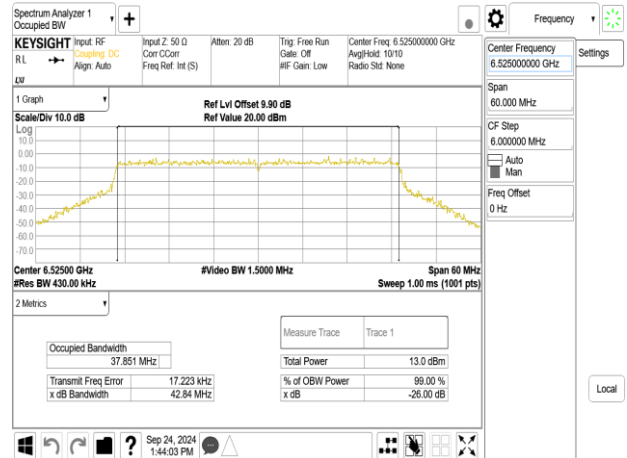 Spectrum Analyzer 1
Occupied BW
Frequency
KEYSIGHT
RL
LXI
Input: RF
Coupling: DC
Align: Auto
Input Z: 50 Ω
Corr CCorr
Freq Ref: Int (S)
Atten: 20 dB
Trig: Free Run
Gate: Off
#IF Gain: Low
Center Freq: 6.525000000 GHz
Avg|Hold: 10/10
Radio Std: None
Center Frequency
6.525000000 GHz
Settings
Span
60.000 MHz
CF Step
6.000000 MHz
Auto
Man
Freq Offset
0 Hz
1 Graph
Scale/Div 10.0 dB
Ref Lvl Offset 9.90 dB
Ref Value 20.00 dBm
Log
10.0
0.00
-10.0
-20.0
-30.0
-40.0
-50.0
-60.0
-70.0
Center 6.52500 GHz
#Video BW 1.5000 MHz
Span 60 MHz
#Res BW 430.00 kHz
Sweep 1.00 ms (1001 pts)
2 Metrics
Measure Trace Trace 1
Occupied Bandwidth
37.851 MHz
Total Power 13.0 dBm
Transmit Freq Error 17.223 kHz
% of OBW Power 99.00 %
x dB Bandwidth 42.84 MHz
x dB -26.00 dB
Local
?
Sep 24, 2024
1:44:03 PM